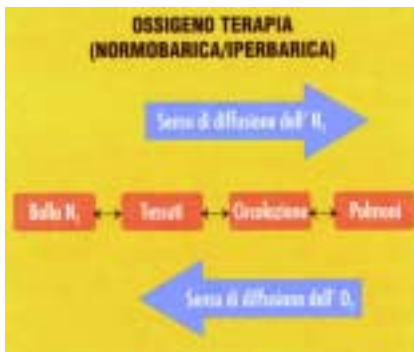 OSSIGENO TERAPIA
(NORMOBARICA/IPERBARICA)
Senso di diffusione dell' N₂
Bolla N₂
Tessuti
Circolazione
Polmoni
Senso di diffusione dell' O₂